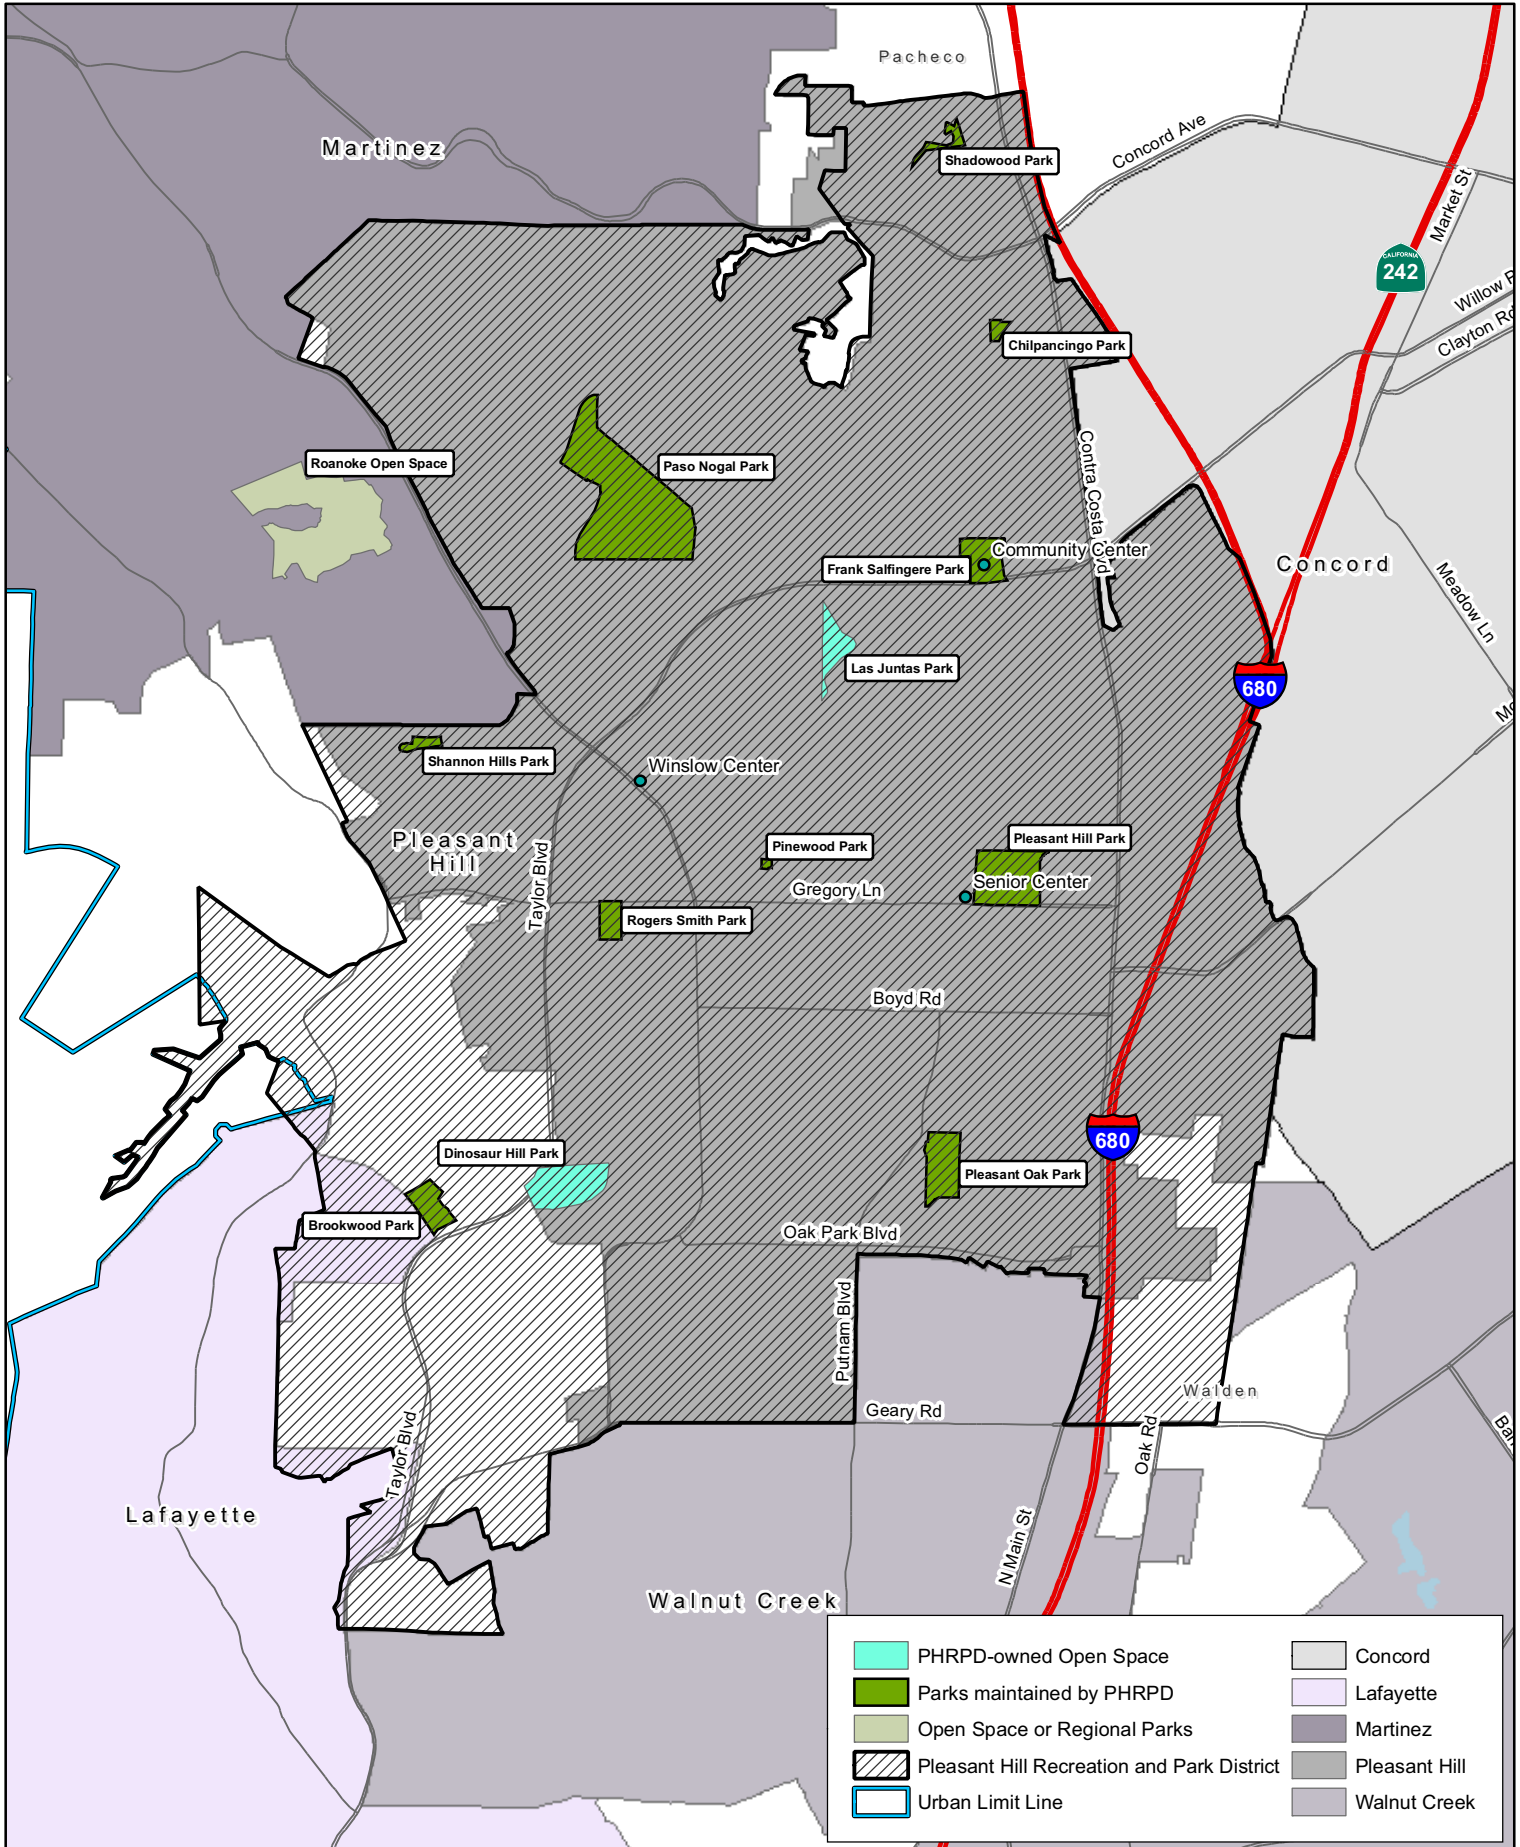 Pacheco
Martinez
Concord Ave
Shadowood Park
Market St
CALIFORNIA
242
Clayton Rd
Chilpancingo Park
Roanoke Open Space
Paso Nogal Park
Contra Costa Blvd
Community Center
Frank Salfingere Park
Concord
Meadow Ln
Las Juntas Park
680
Shannon Hills Park
Winslow Center
Pleasant
Hill
Pinewood Park
Pleasant Hill Park
Taylor Blvd
Gregory Ln
Senior Center
Rogers Smith Park
Boyd Rd
680
Dinosaur Hill Park
Pleasant Oak Park
Brookwood Park
Oak Park Blvd
Putnam Blvd
Walden
Geary Rd
Taylor Blvd
Oak Rd
Lafayette
N Main St
Walnut Creek
PHRPD-owned Open Space
Parks maintained by PHRPD
Open Space or Regional Parks
Pleasant Hill Recreation and Park District
Urban Limit Line
Concord
Lafayette
Martinez
Pleasant Hill
Walnut Creek